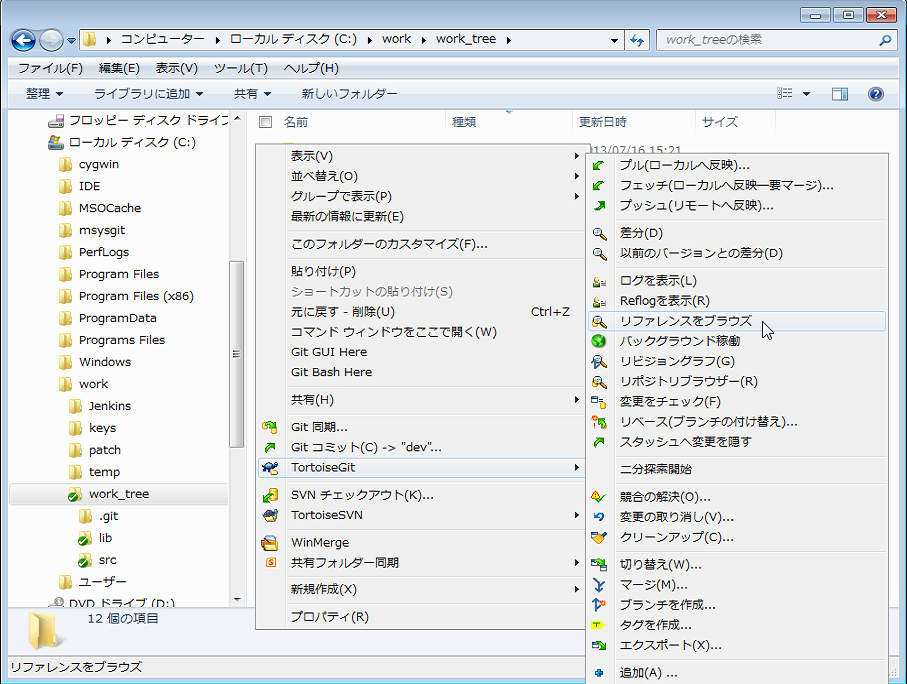 コンピューター ▸ ローカル ディスク (C:) ▸ work ▸ work_tree ▸
work_treeの検索
ファイル(F) 編集(E) 表示(V) ツール(T) ヘルプ(H)
整理 ライブラリに追加 共有 新しいフォルダー
名前 種類 更新日時 サイズ
フロッピー ディスク ドライブ
ローカル ディスク (C:)
cygwin
IDE
MSOCache
msysgit
PerfLogs
Program Files
Program Files (x86)
ProgramData
Programs Files
Windows
work
Jenkins
keys
patch
temp
work_tree
.git
lib
src
ユーザー
DVD ドライブ (D:)
13/07/16 15:21
表示(V)
並べ替え(O)
グループで表示(P)
最新の情報に更新(E)
このフォルダーのカスタマイズ(F)...
貼り付け(P)
ショートカットの貼り付け(S)
元に戻す - 削除(U) Ctrl+Z
コマンド ウィンドウをここで開く(W)
Git GUI Here
Git Bash Here
共有(H)
Git 同期...
Git コミット(C) -> "dev"...
TortoiseGit
SVN チェックアウト(K)...
TortoiseSVN
WinMerge
共有フォルダー同期
新規作成(X)
プロパティ(R)
プル(ローカルへ反映)...
フェッチ(ローカルへ反映―要マージ)...
プッシュ(リモートへ反映)...
差分(D)
以前のバージョンとの差分(D)
ログを表示(L)
Reflogを表示(R)
リファレンスをブラウズ
バックグラウンド稼働
リビジョングラフ(G)
リポジトリブラウザー(R)
変更をチェック(F)
リベース(ブランチの付け替え)...
スタッシュへ変更を隠す
二分探索開始
競合の解決(O)...
変更の取り消し(V)...
クリーンアップ(C)...
切り替え(W)...
マージ(M)...
ブランチを作成...
タグを作成...
エクスポート(X)...
追加(A) ...
12 個の項目
リファレンスをブラウズ